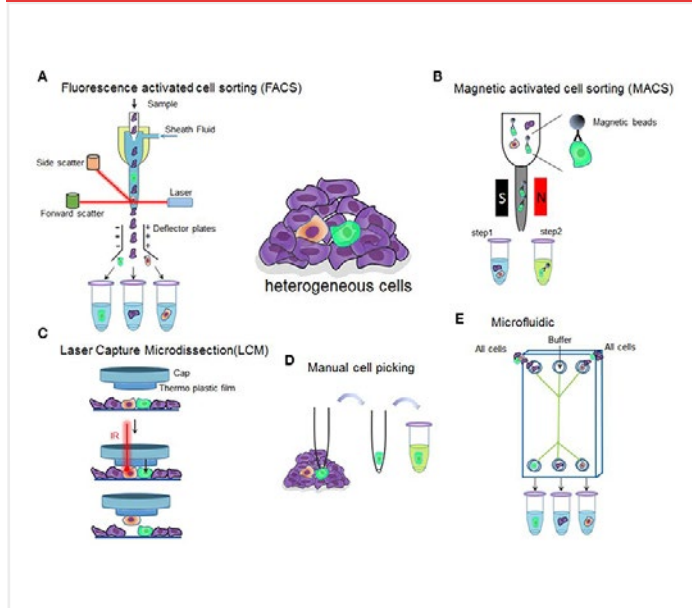 A
Fluorescence activated cell sorting (FACS)
Sample
Sheath Fluid
Side scatter
Laser
Forward scatter
Deflector plates
B
Magnetic activated cell sorting (MACS)
Magnetic beads
S
N
step1
step2
heterogeneous cells
C
Laser Capture Microdissection(LCM)
Cap
Thermo plastic film
IR
D
Manual cell picking
E
Microfluidic
Buffer
All cells
All cells